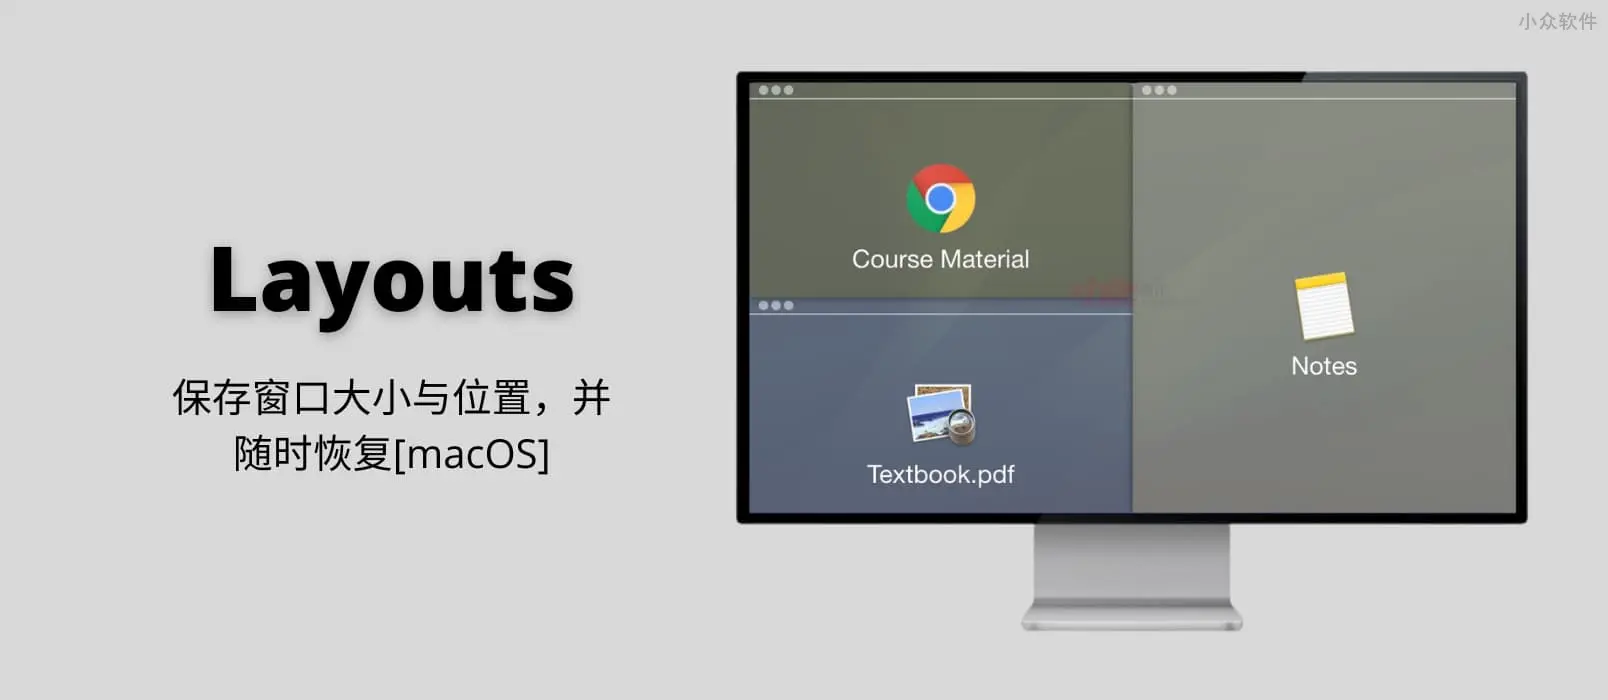 小众软件
Layouts
保存窗口大小与位置，并
随时恢复[macOS]
Course Material
Textbook.pdf
Notes